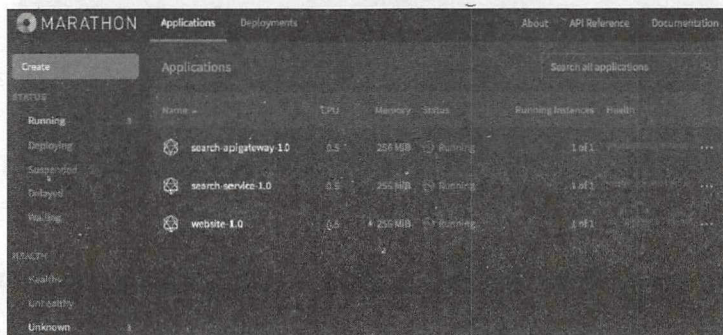 MARATHON Applications Deployments About API Reference Documentation
Create Applications Search all applications
STATUS
Name CPU Memory Status Running Instances Health
Running 3
Deploying search-apigateway-1.0 0.5 256 MiB Running 1 of 1
Suspended
Delayed search-service-1.0 0.5 256 MiB Running 1 of 1
Waiting website-1.0 0.5 256 MiB Running 1 of 1
HEALTH
Healthy
Unhealthy
Unknown 3